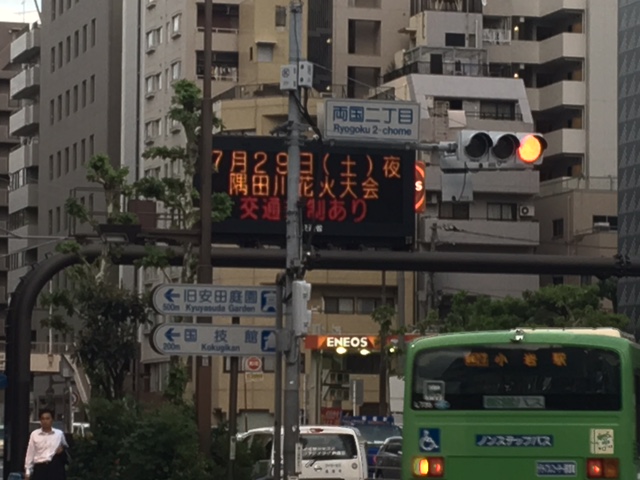 両国二丁目
Ryogoku 2-chome
7月29日(土)夜
隅田川花火大会
交通 制あり
旧安田庭園
600m Kyuyasuda Garden
国技館
200m Kokugikan
ENEOS
小岩駅
ノンステップバス